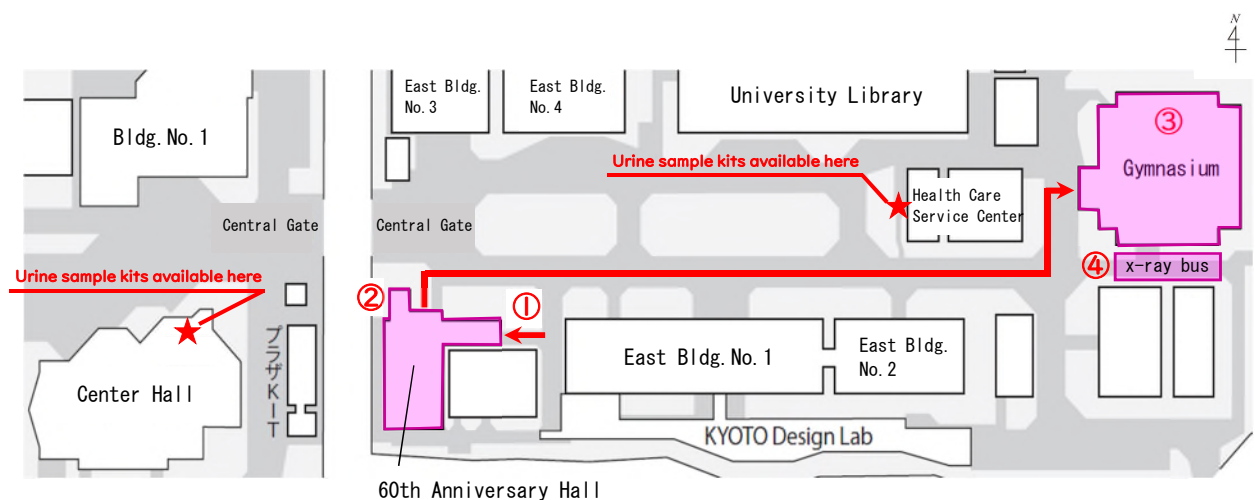 N
4
Bldg. No. 1
East Bldg.
No. 3
East Bldg.
No. 4
University Library
③
Gymnasium
Urine sample kits available here
Health Care
Service Center
Central Gate
Central Gate
Urine sample kits available here
④
x-ray bus
②
①
プラザKIT
Center Hall
East Bldg. No. 1
East Bldg.
No. 2
KYOTO Design Lab
60th Anniversary Hall